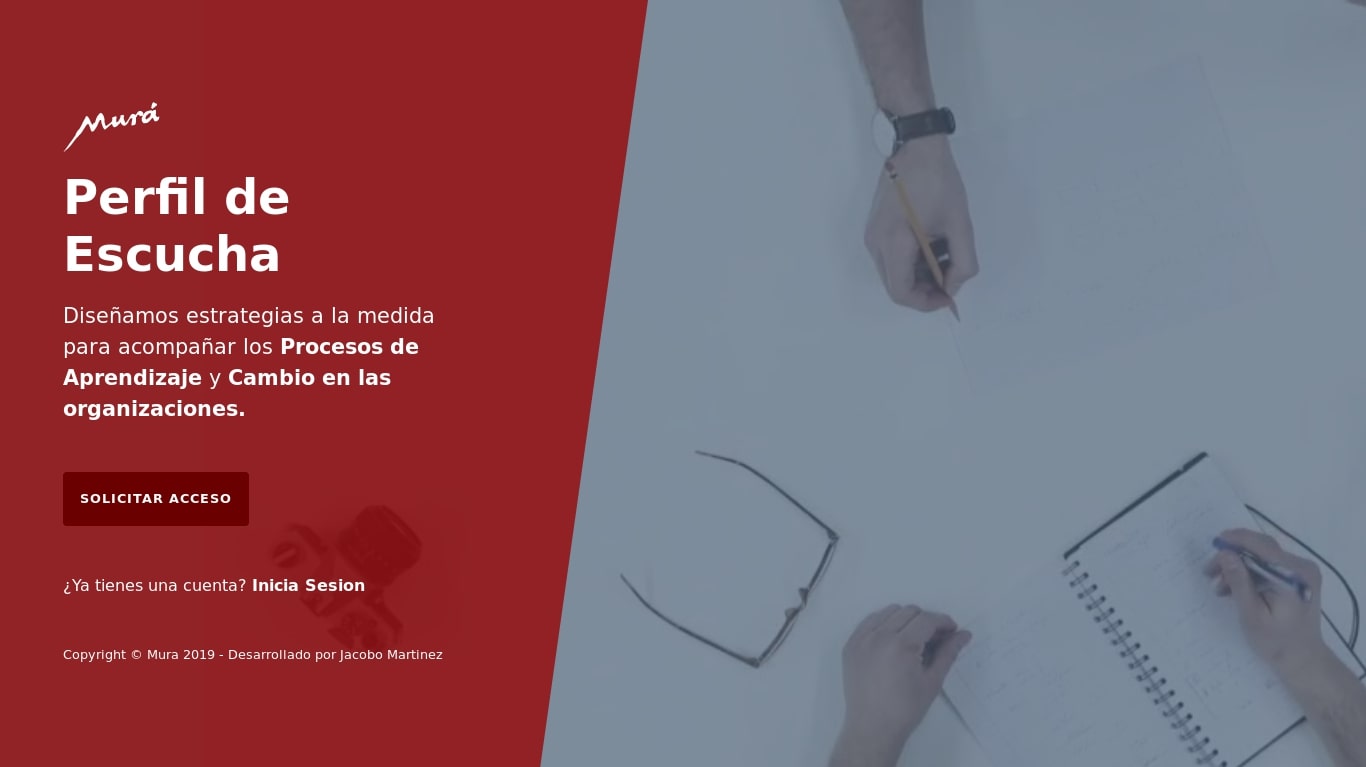 Murá
Perfil de
Escucha
Diseñamos estrategias a la medida
para acompañar los Procesos de
Aprendizaje y Cambio en las
organizaciones.
SOLICITAR ACCESO
¿Ya tienes una cuenta? Inicia Sesion
Copyright © Mura 2019 - Desarrollado por Jacobo Martinez